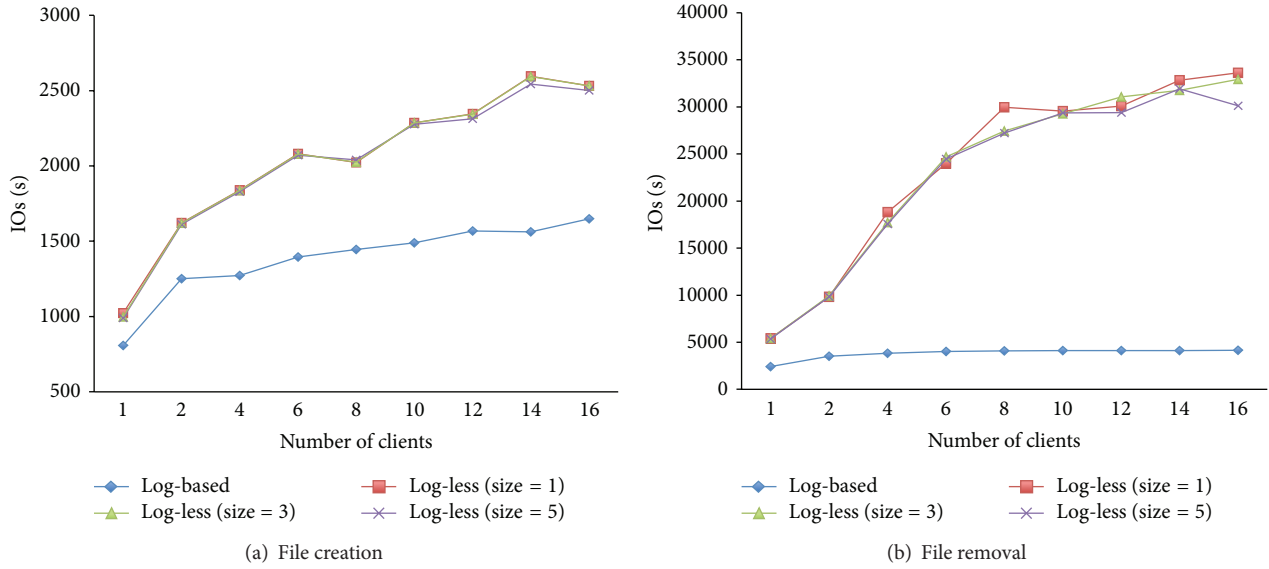 3000
2500
2000
1500
1000
500
IOs (s)
1 2 4 6 8 10 12 14 16
Number of clients
Log-based
Log-less (size = 1)
Log-less (size = 3)
Log-less (size = 5)
(a) File creation
40000
35000
30000
25000
20000
15000
10000
5000
0
IOs (s)
1 2 4 6 8 10 12 14 16
Number of clients
Log-based
Log-less (size = 1)
Log-less (size = 3)
Log-less (size = 5)
(b) File removal